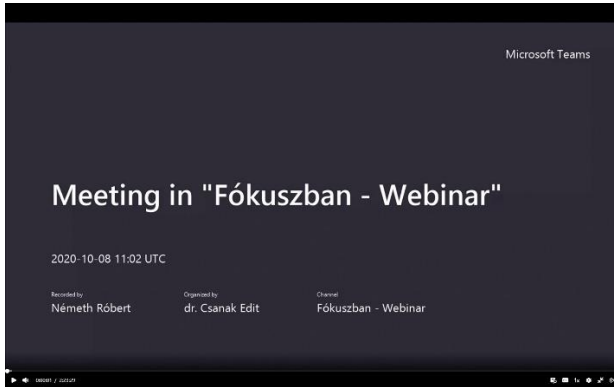 Microsoft Teams
Meeting in "Fókuszban - Webinar"
2020-10-08 11:02 UTC
Recorded by
Németh Róbert
Organized by
dr. Csanak Edit
Channel
Fókuszban - Webinar
1x